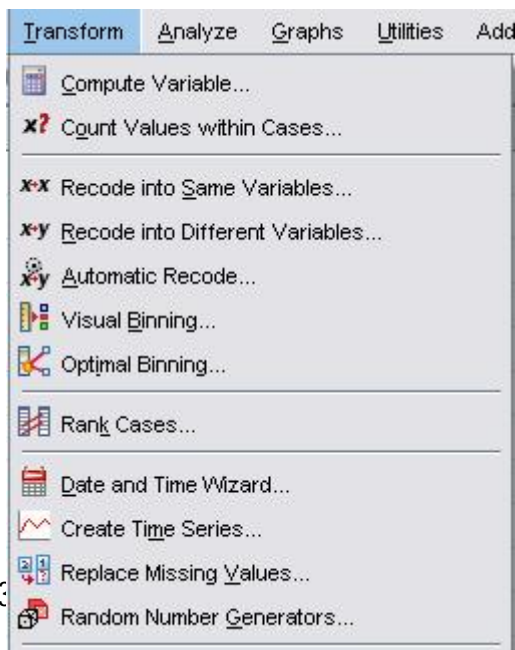 Transform Analyze Graphs Utilities Add
Compute Variable...
x? Count Values within Cases...
x→x Recode into Same Variables...
x→y Recode into Different Variables...
x→y Automatic Recode...
Visual Binning...
Optimal Binning...
Rank Cases...
Date and Time Wizard...
Create Time Series...
Replace Missing Values...
Random Number Generators...